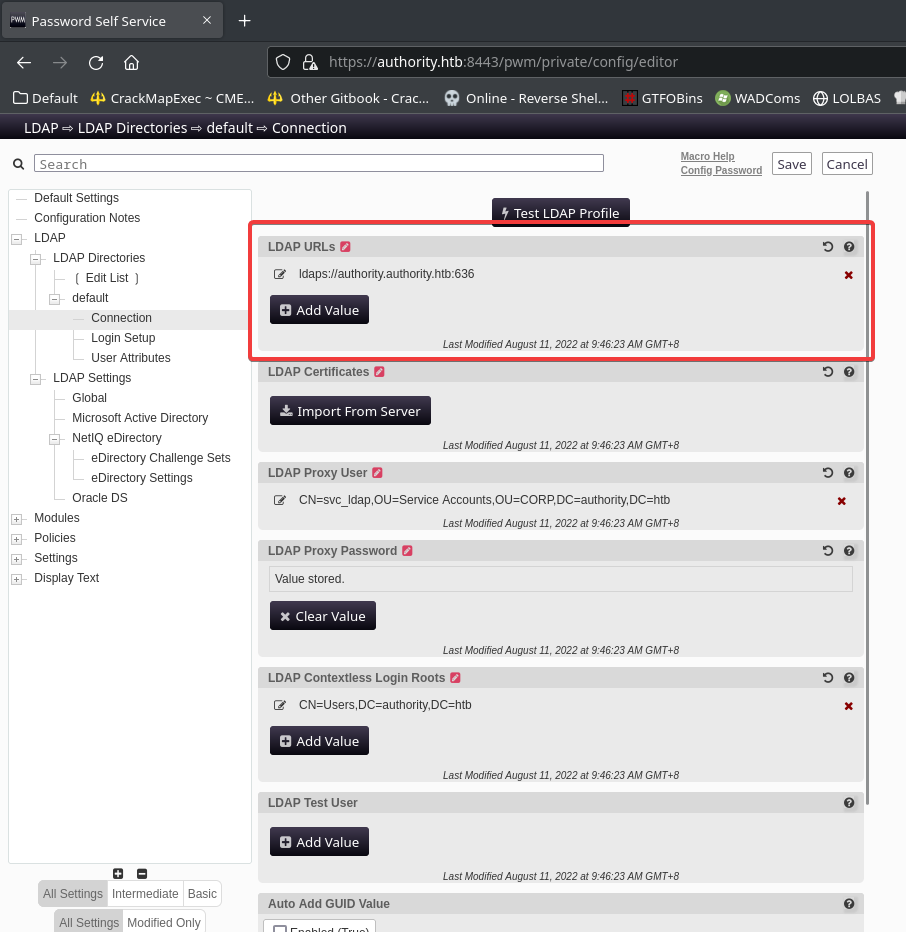 PWM Password Self Service
https://authority.htb:8443/pwm/private/config/editor
Default CrackMapExec ~ CME... Other Gitbook - Crac... Online - Reverse Shel... GTFOBins WADComs LOLBAS
LDAP ⇨ LDAP Directories ⇨ default ⇨ Connection
Search
Macro Help
Config Password
Save
Cancel
Default Settings
Configuration Notes
LDAP
LDAP Directories
[ Edit List ]
default
Connection
Login Setup
User Attributes
LDAP Settings
Global
Microsoft Active Directory
NetIQ eDirectory
eDirectory Challenge Sets
eDirectory Settings
Oracle DS
Modules
Policies
Settings
Display Text
All Settings Intermediate Basic
All Settings Modified Only
Test LDAP Profile
LDAP URLs
ldaps://authority.authority.htb:636
Add Value
Last Modified August 11, 2022 at 9:46:23 AM GMT+8
LDAP Certificates
Import From Server
Last Modified August 11, 2022 at 9:46:23 AM GMT+8
LDAP Proxy User
CN=svc_ldap,OU=Service Accounts,OU=CORP,DC=authority,DC=htb
Last Modified August 11, 2022 at 9:46:23 AM GMT+8
LDAP Proxy Password
Value stored.
Clear Value
Last Modified August 11, 2022 at 9:46:23 AM GMT+8
LDAP Contextless Login Roots
CN=Users,DC=authority,DC=htb
Add Value
Last Modified August 11, 2022 at 9:46:23 AM GMT+8
LDAP Test User
Add Value
Last Modified August 11, 2022 at 9:46:23 AM GMT+8
Auto Add GUID Value
Enabled (True)